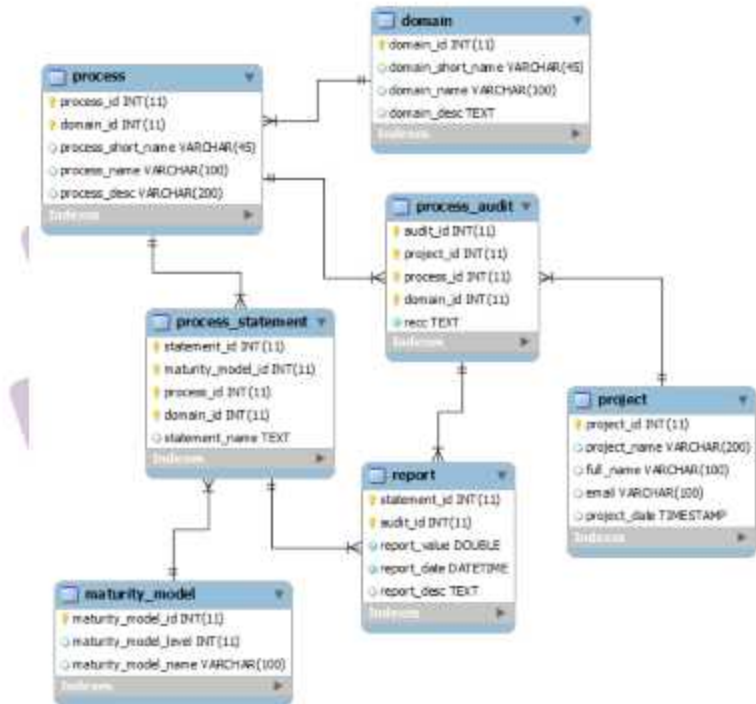 domain
domain_id INT(11)
domain_short_name VARCHAR(45)
domain_name VARCHAR(100)
domain_desc TEXT
Indexes
process
process_id INT(11)
domain_id INT(11)
process_short_name VARCHAR(45)
process_name VARCHAR(100)
process_desc VARCHAR(200)
Indexes
process_audit
audit_id INT(11)
project_id INT(11)
process_id INT(11)
domain_id INT(11)
recc TEXT
Indexes
process_statement
statement_id INT(11)
maturity_model_id INT(11)
process_id INT(11)
domain_id INT(11)
statement_name TEXT
Indexes
project
project_id INT(11)
project_name VARCHAR(200)
full_name VARCHAR(100)
email VARCHAR(100)
project_date TIMESTAMP
Indexes
report
statement_id INT(11)
audit_id INT(11)
report_value DOUBLE
report_date DATETIME
report_desc TEXT
Indexes
maturity_model
maturity_model_id INT(11)
maturity_model_level INT(11)
maturity_model_name VARCHAR(100)
Indexes